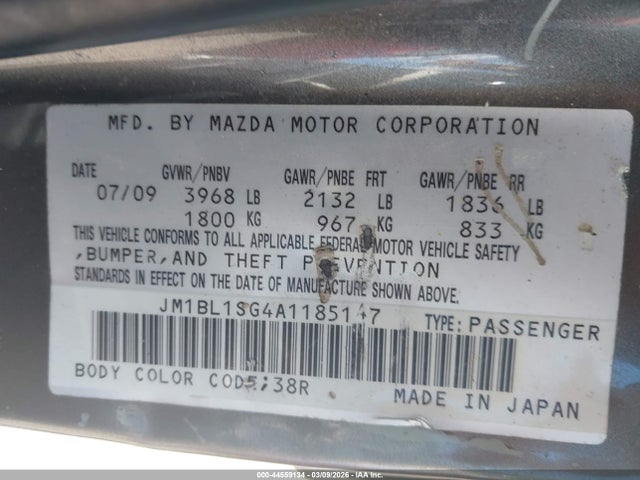 MFD. BY MAZDA MOTOR CORPORATION
DATE GVWR/PNBV GAWR/PNBE FRT GAWR/PNBE RR
07/09 3968 LB 2132 LB 1836 LB
1800 KG 967 KG 833 KG
THIS VEHICLE CONFORMS TO ALL APPLICABLE FEDERAL MOTOR VEHICLE SAFETY
,BUMPER,AND THEFT PREVENTION
STANDARDS IN EFFECT ON THE DATE OF MANUFACTURE SHOWN ABOVE.
TYPE: PASSENGER
BODY COLOR CODE;38R MADE IN JAPAN
000-44559134 - 03/09/2026 - IAA Inc.